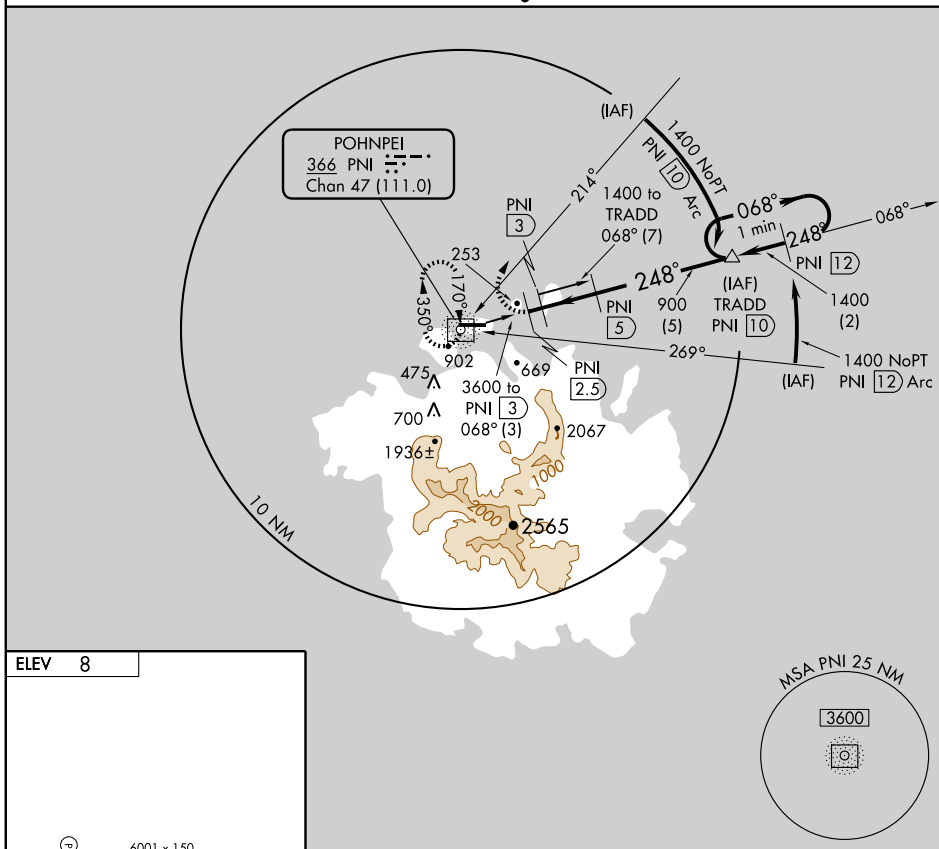 (IAF)
1400 NoPT
PNI 10 Arc
POHNPEI
366 PNI
Chan 47 (111.0)
214°
1400 to
TRADD
068° (7)
PNI
3
068°
1 min
068°
253
248°
248°
PNI 12
170°
350°
PNI
5
900
(5)
(IAF)
TRADD
PNI 10
1400
(2)
269°
902
1400 NoPT
PNI 12 Arc
(IAF)
475
669
PNI
2.5
3600 to
PNI 3
068° (3)
700
2067
1936±
1000
2000
10 NM
2565
ELEV 8
MSA PNI 25 NM
3600
P
6001 x 150